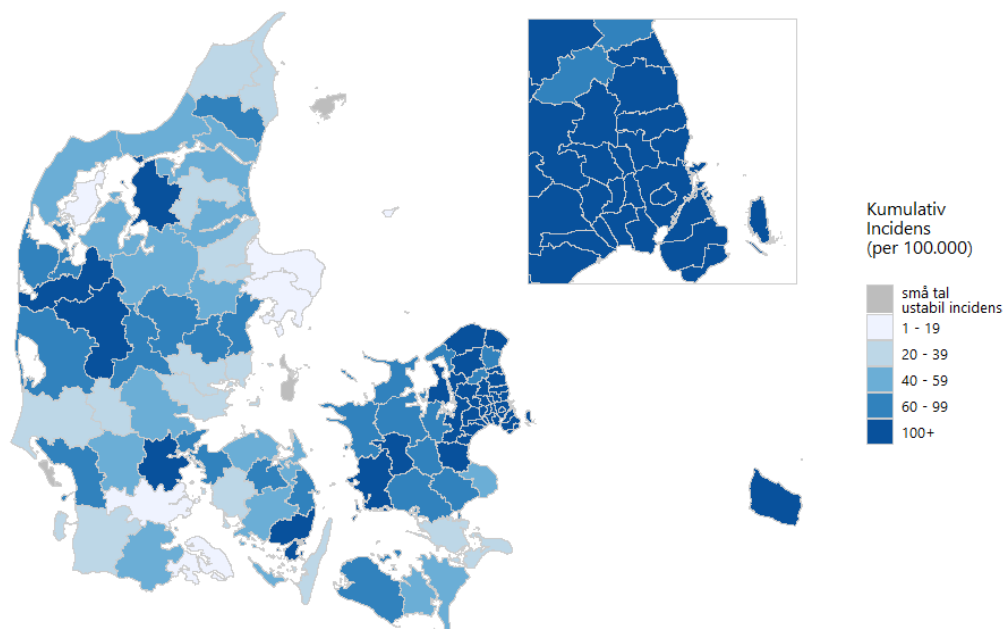 Kumulativ
Incidens
(per 100.000)
små tal
ustabil incidens
1 - 19
20 - 39
40 - 59
60 - 99
100+